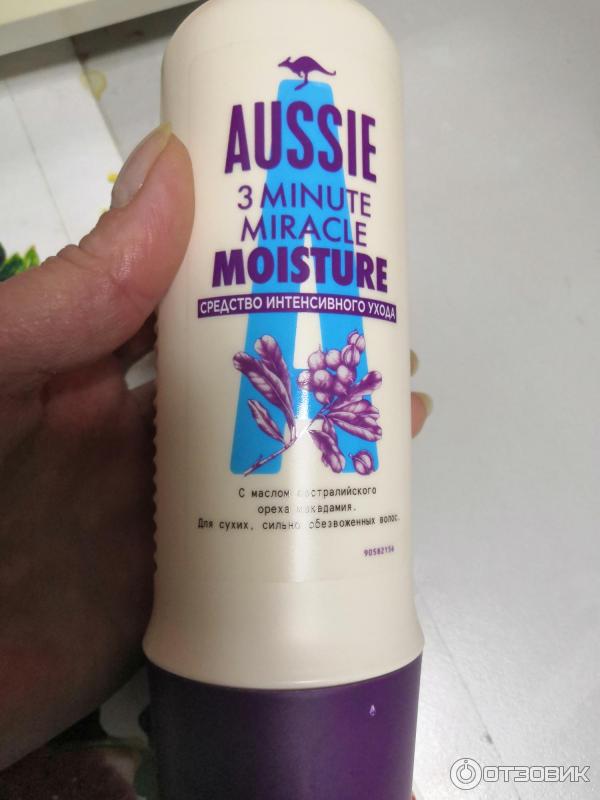 AUSSIE
3 MINUTE
MIRACLE
MOISTURE
СРЕДСТВО ИНТЕНСИВНОГО УХОДА
С маслом австралийского
ореха макадамия.
Для сухих, сильно обезвоженных волос.
90582156
ОТЗОВИК